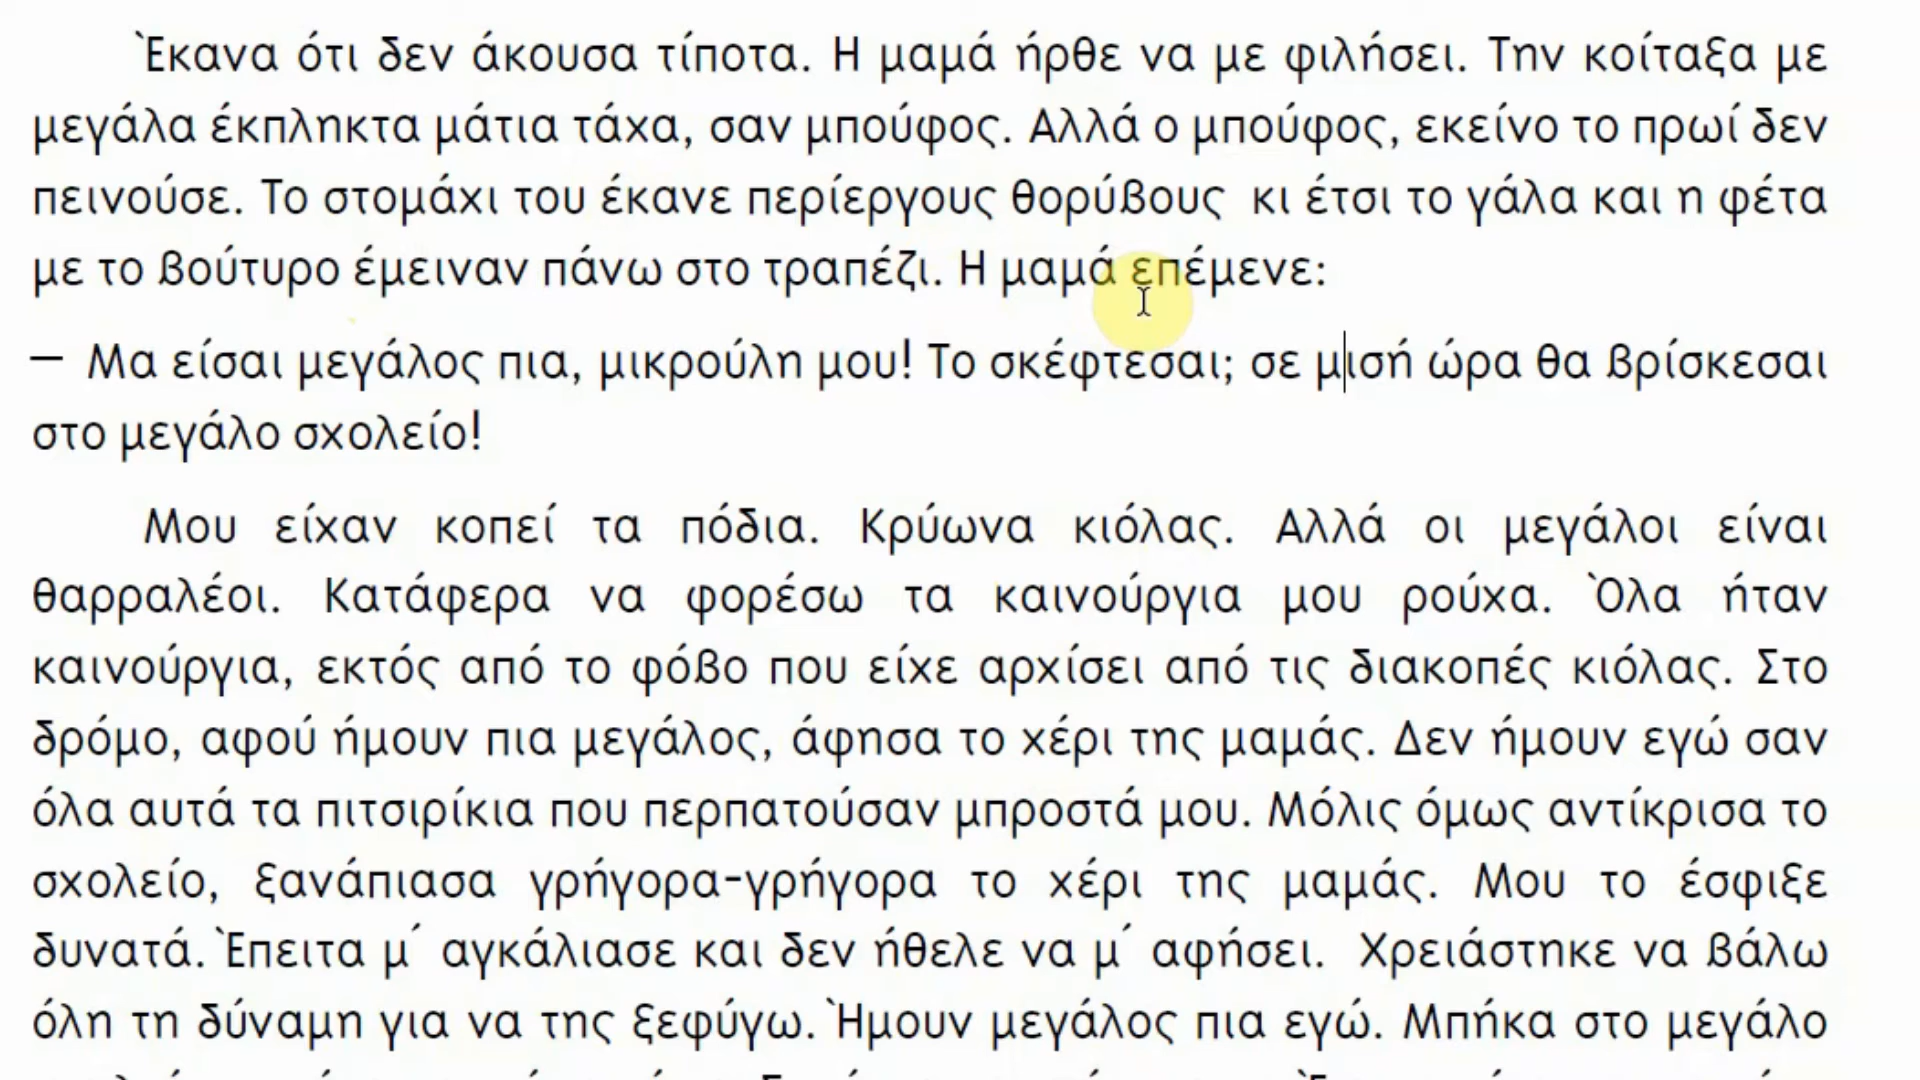 Έκανα ότι δεν άκουσα τίποτα. Η μαμά ήρθε να με φιλήσει. Την κοίταξα με
μεγάλα έκπληκτα μάτια τάχα, σαν μπούφος. Αλλά ο μπούφος, εκείνο το πρωί δεν
πεινούσε. Το στομάχι του έκανε περίεργους θορύβους κι έτσι το γάλα και η φέτα
με το βούτυρο έμειναν πάνω στο τραπέζι. Η μαμά επέμενε:
– Μα είσαι μεγάλος πια, μικρούλη μου! Το σκέφτεσαι; σε μισή ώρα θα βρίσκεσαι
στο μεγάλο σχολείο!
Μου είχαν κοπεί τα πόδια. Κρύωνα κιόλας. Αλλά οι μεγάλοι είναι
θαρραλέοι. Κατάφερα να φορέσω τα καινούργια μου ρούχα. Όλα ήταν
καινούργια, εκτός από το φόβο που είχε αρχίσει από τις διακοπές κιόλας. Στο
δρόμο, αφού ήμουν πια μεγάλος, άφησα το χέρι της μαμάς. Δεν ήμουν εγώ σαν
όλα αυτά τα πιτσιρίκια που περπατούσαν μπροστά μου. Μόλις όμως αντίκρισα το
σχολείο, ξανάπιασα γρήγορα-γρήγορα το χέρι της μαμάς. Μου το έσφιξε
δυνατά. Έπειτα μ΄ αγκάλιασε και δεν ήθελε να μ΄ αφήσει. Χρειάστηκε να βάλω
όλη τη δύναμη για να της ξεφύγω. Ήμουν μεγάλος πια εγώ. Μπήκα στο μεγάλο